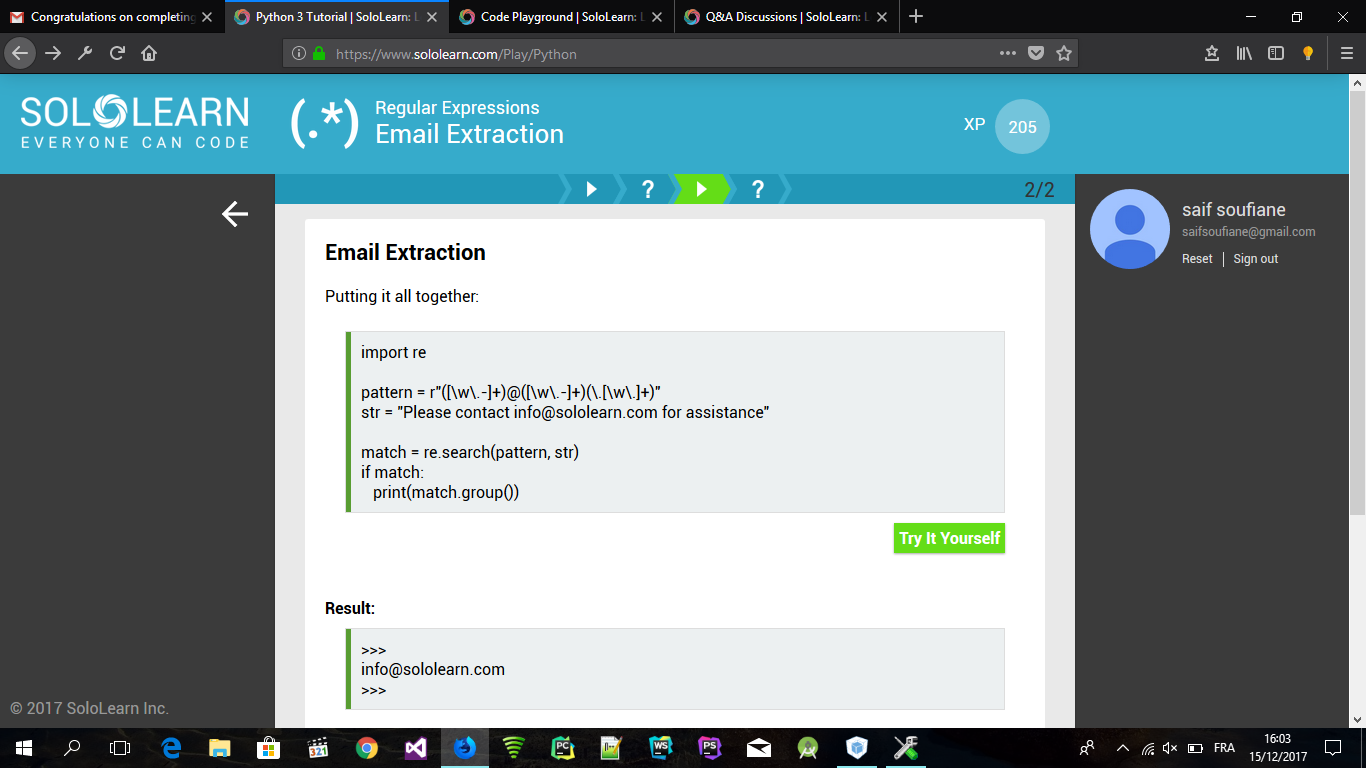 Congratulations on completing
Python 3 Tutorial | SoloLearn: L
Code Playground | SoloLearn: L
Q&A Discussions | SoloLearn: L
https://www.sololearn.com/Play/Python
SOLOLEARN
EVERYONE CAN CODE
(.*)
Regular Expressions
Email Extraction
XP 205
? ?
2/2
saif soufiane
saifsoufiane@gmail.com
Reset | Sign out
Email Extraction
Putting it all together:
import re
pattern = r"([\w\.-]+)@([\w\.-]+)(\.[\w\.]+)"
str = "Please contact info@sololearn.com for assistance"
match = re.search(pattern, str)
if match:
print(match.group())
Try It Yourself
Result:
>>>
info@sololearn.com
>>>
© 2017 SoloLearn Inc.
321
PC
WS
PS
FRA
16:03
15/12/2017